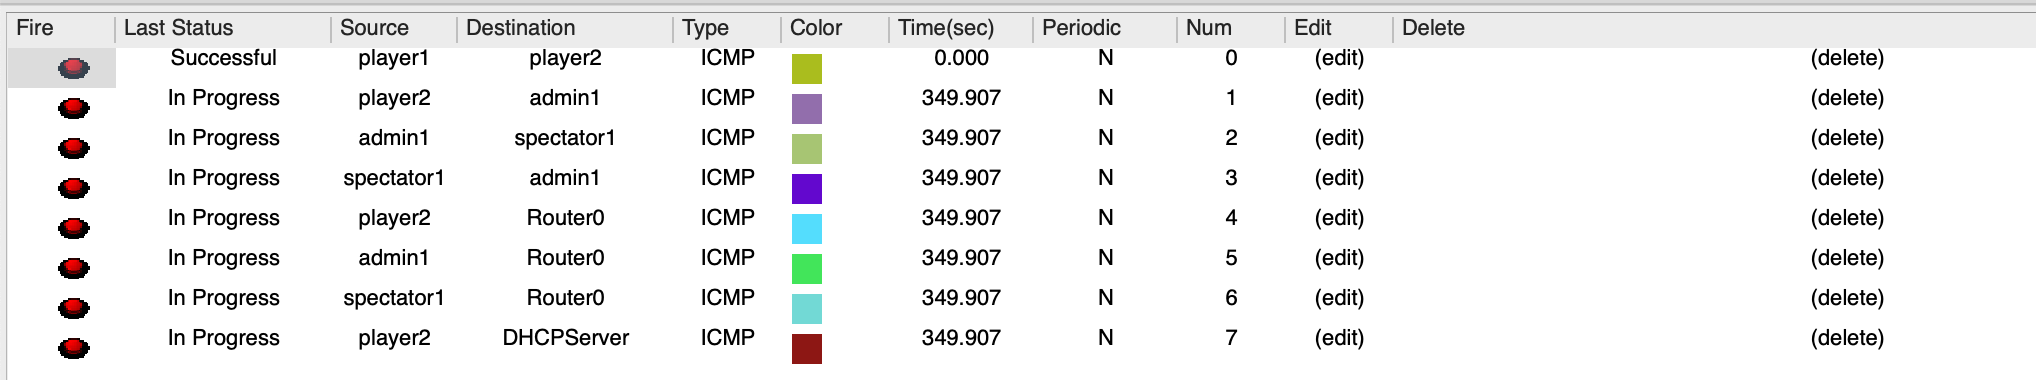 Fire Last Status Source Destination Type Color Time(sec) Periodic Num Edit Delete
Successful player1 player2 ICMP 0.000 N 0 (edit) (delete)
In Progress player2 admin1 ICMP 349.907 N 1 (edit) (delete)
In Progress admin1 spectator1 ICMP 349.907 N 2 (edit) (delete)
In Progress spectator1 admin1 ICMP 349.907 N 3 (edit) (delete)
In Progress player2 Router0 ICMP 349.907 N 4 (edit) (delete)
In Progress admin1 Router0 ICMP 349.907 N 5 (edit) (delete)
In Progress spectator1 Router0 ICMP 349.907 N 6 (edit) (delete)
In Progress player2 DHCPServer ICMP 349.907 N 7 (edit) (delete)